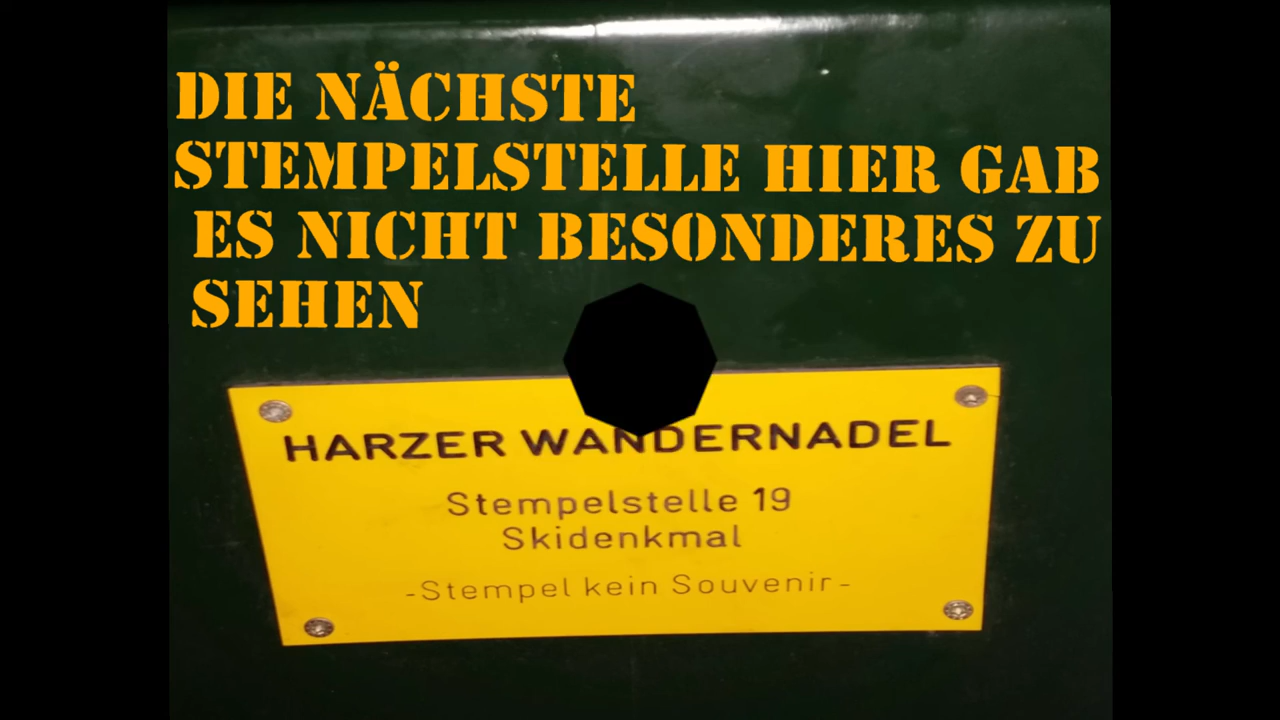 DIE NÄCHSTE
STEMPELSTELLE HIER GAB
ES NICHT BESONDERES ZU
SEHEN
HARZER WANDERNADEL
Stempelstelle 19
Skidenkmal
-Stempel kein Souvenir-